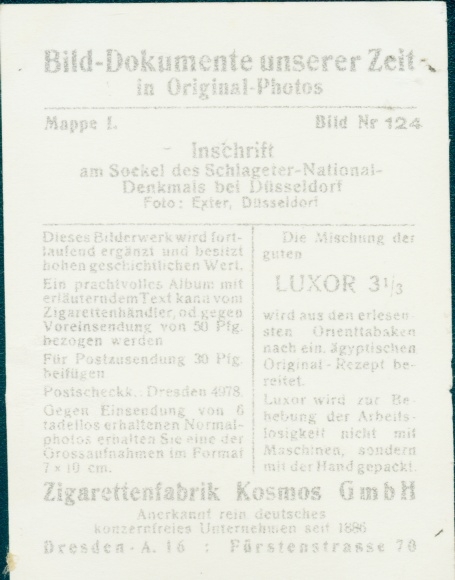 Bild-Dokumente unserer Zeit
in Original-Photos
Mappe I. Bild Nr 124
Inschrift
am Sockel des Schlageter-National-
Denkmals bei Düsseldorf
Foto: Exter, Düsseldorf
Dieses Bilderwerk wird fort-
laufend ergänzt und besitzt
hohen geschichtlichen Wert.
Ein prachtvolles Album mit
erläuterndem Text kann vom
Zigarettenhändler, od gegen
Voreinsendung von 50 Pfg.
bezogen werden
Für Postzusendung 30 Pfg.
beifügen
Postscheckk.: Dresden 4978.
Gegen Einsendung von 6
tadellos erhaltenen Normal-
photos erhalten Sie eine der
Grossaufnahmen im Format
7 x 10 cm.
Die Mischung der
guten
LUXOR 3 1/3
wird aus den erlesen-
sten Orienttabaken
nach ein. ägyptischen
Original-Rezept be-
reitet.
Luxor wird zur Be-
hebung der Arbeits-
losigkeit nicht mit
Maschinen, sondern
mit der Hand gepackt.
Zigarettenfabrik Kosmos GmbH
Anerkannt rein deutsches
konzernfreies Unternehmen seit 1886
Dresden-A. 16 : Fürstenstrasse 70